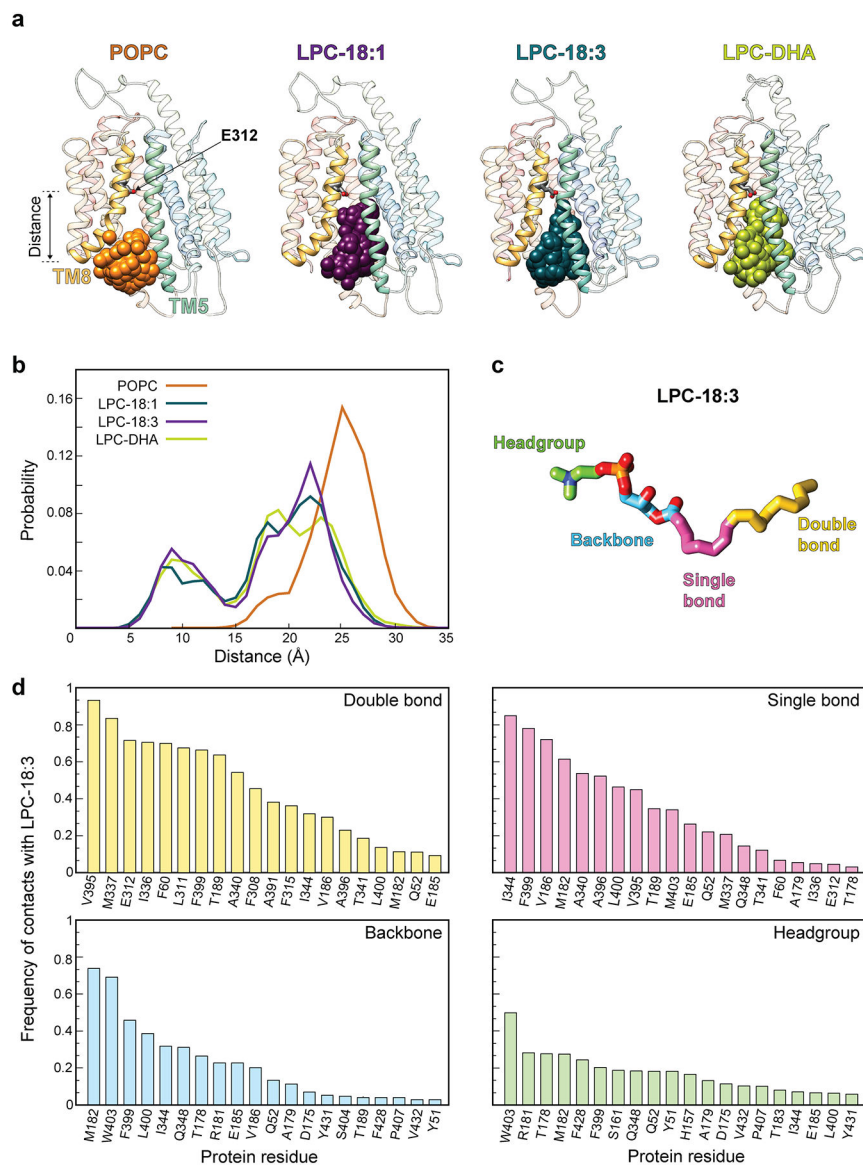 a
POPC
LPC-18:1
LPC-18:3
LPC-DHA
E312
Distance
TM8
TM5
b
Probability
0.16
0.12
0.08
0.04
POPC
LPC-18:1
LPC-18:3
LPC-DHA
0 5 10 15 20 25 30 35
Distance (Å)
c
LPC-18:3
Headgroup
Backbone
Single
bond
Double
bond
d
Frequency of contacts with LPC-18:3
Double bond
1
0.8
0.6
0.4
0.2
0
V395 M337 E312 I336 F60 L311 F399 T189 A340 F308 A391 F315 I344 V186 A396 T341 L400 M182 Q52 E185
Single bond
I344 F399 V186 M182 A340 A396 L400 V395 T189 M403 E185 Q52 M337 Q348 T341 F60 A179 I336 E312 T178
Backbone
1
0.8
0.6
0.4
0.2
0
M182 W403 F399 L400 I344 Q348 T178 R181 E185 V186 Q52 A179 D175 Y431 S404 T189 F428 P407 V432 Y51
Protein residue
Headgroup
W403 R181 T178 M182 F428 F399 S161 Q348 Q52 Y51 H157 A179 D175 V432 P407 T183 I344 E185 L400 Y431
Protein residue